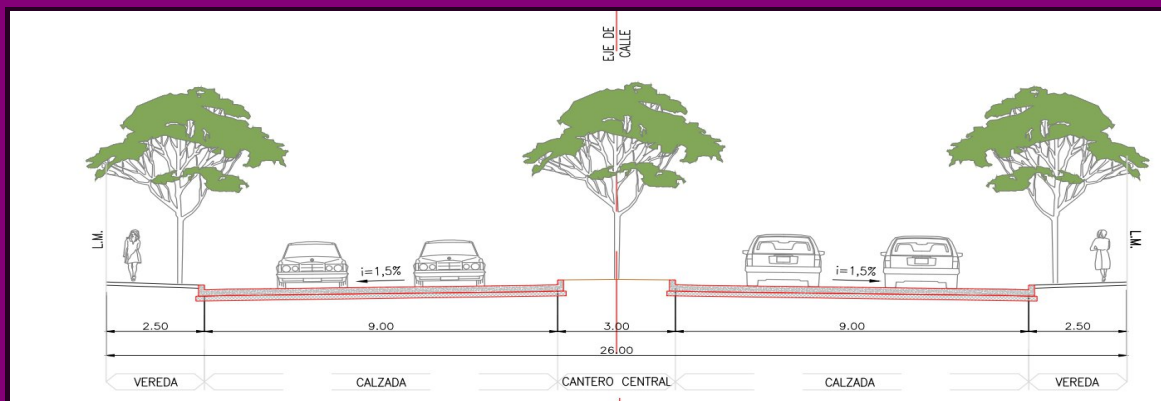 EJE DE
CALLE
L.M.
L.M.
i=1,5%
i=1,5%
2.50
9.00
3.00
9.00
2.50
26.00
VEREDA
CALZADA
CANTERO CENTRAL
CALZADA
VEREDA